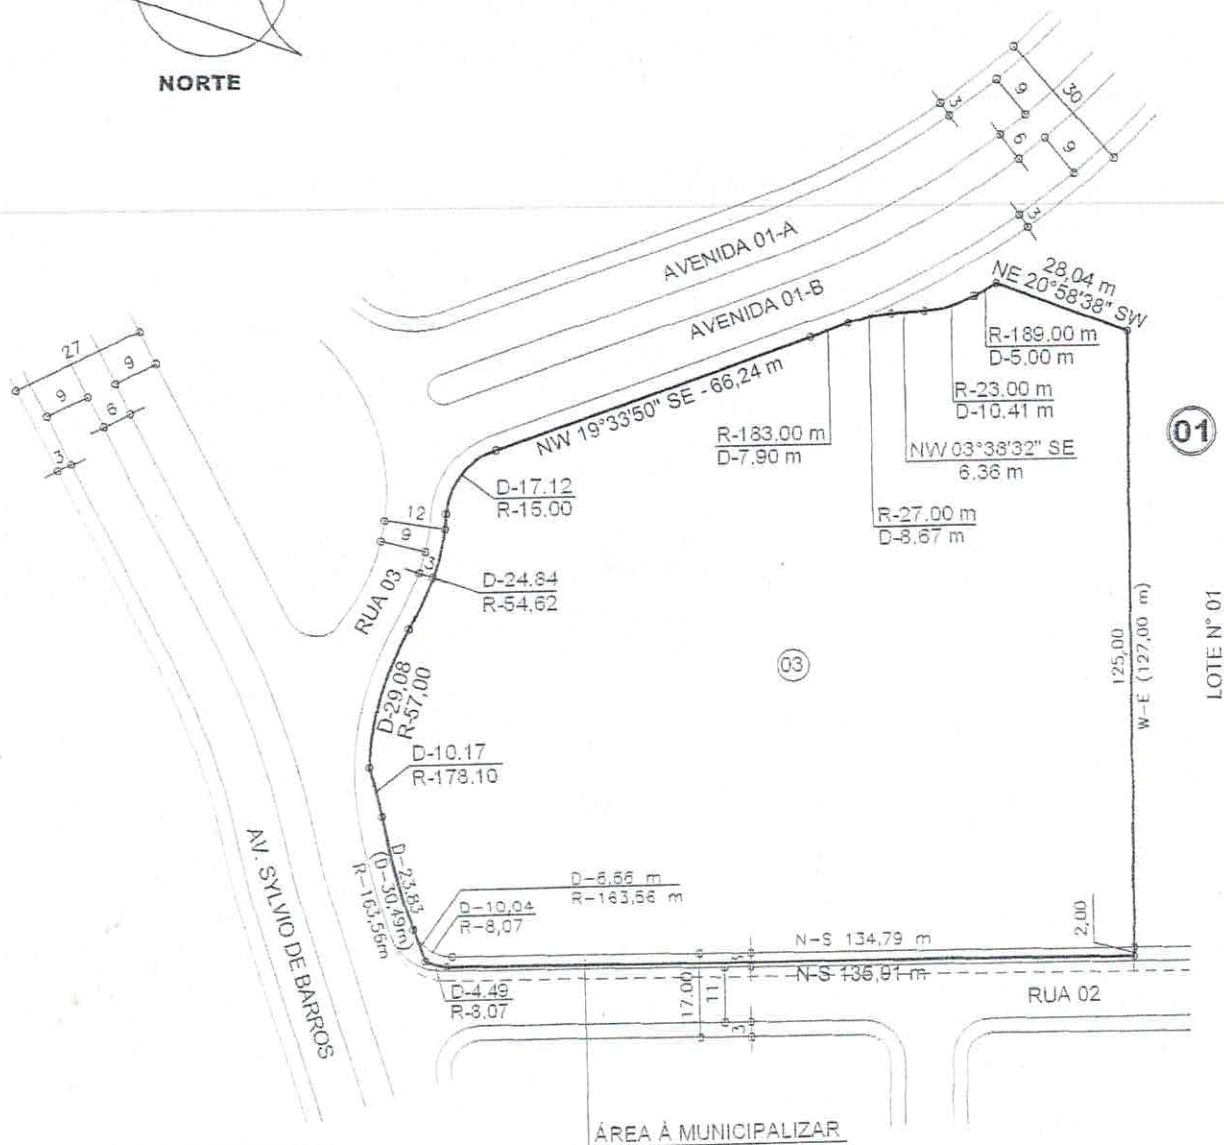 NORTE
3
9
30
6
9
3
AVENIDA 01-A
AVENIDA 01-B
28,04 m
NE 20°58'38" SW
27
9
9
6
3
R-189.00 m
D-5.00 m
R-23.00 m
D-10.41 m
NW 19°33'50" SE - 66,24 m
R-183.00 m
D-7.90 m
NW 03°38'32" SE
6.36 m
01
D-17.12
R-15.00
R-27.00 m
D-8.67 m
12
9
3
RUA 03
D-24.84
R-54.62
LOTE N° 01
125,00
W-E (127,00 m)
03
D-29,08
R-57,00
D-10.17
R-178.10
D-23,83
(D-30,49m)
R-163,56m
AV. SYLVIO DE BARROS
D-6.66 m
R-163,56 m
D-10,04
R-8,07
2,00
N-S 134,79 m
N-S 135,91 m
D-4.49
R-8.07
17.00
11
3
RUA 02
ÁREA À MUNICIPALIZAR